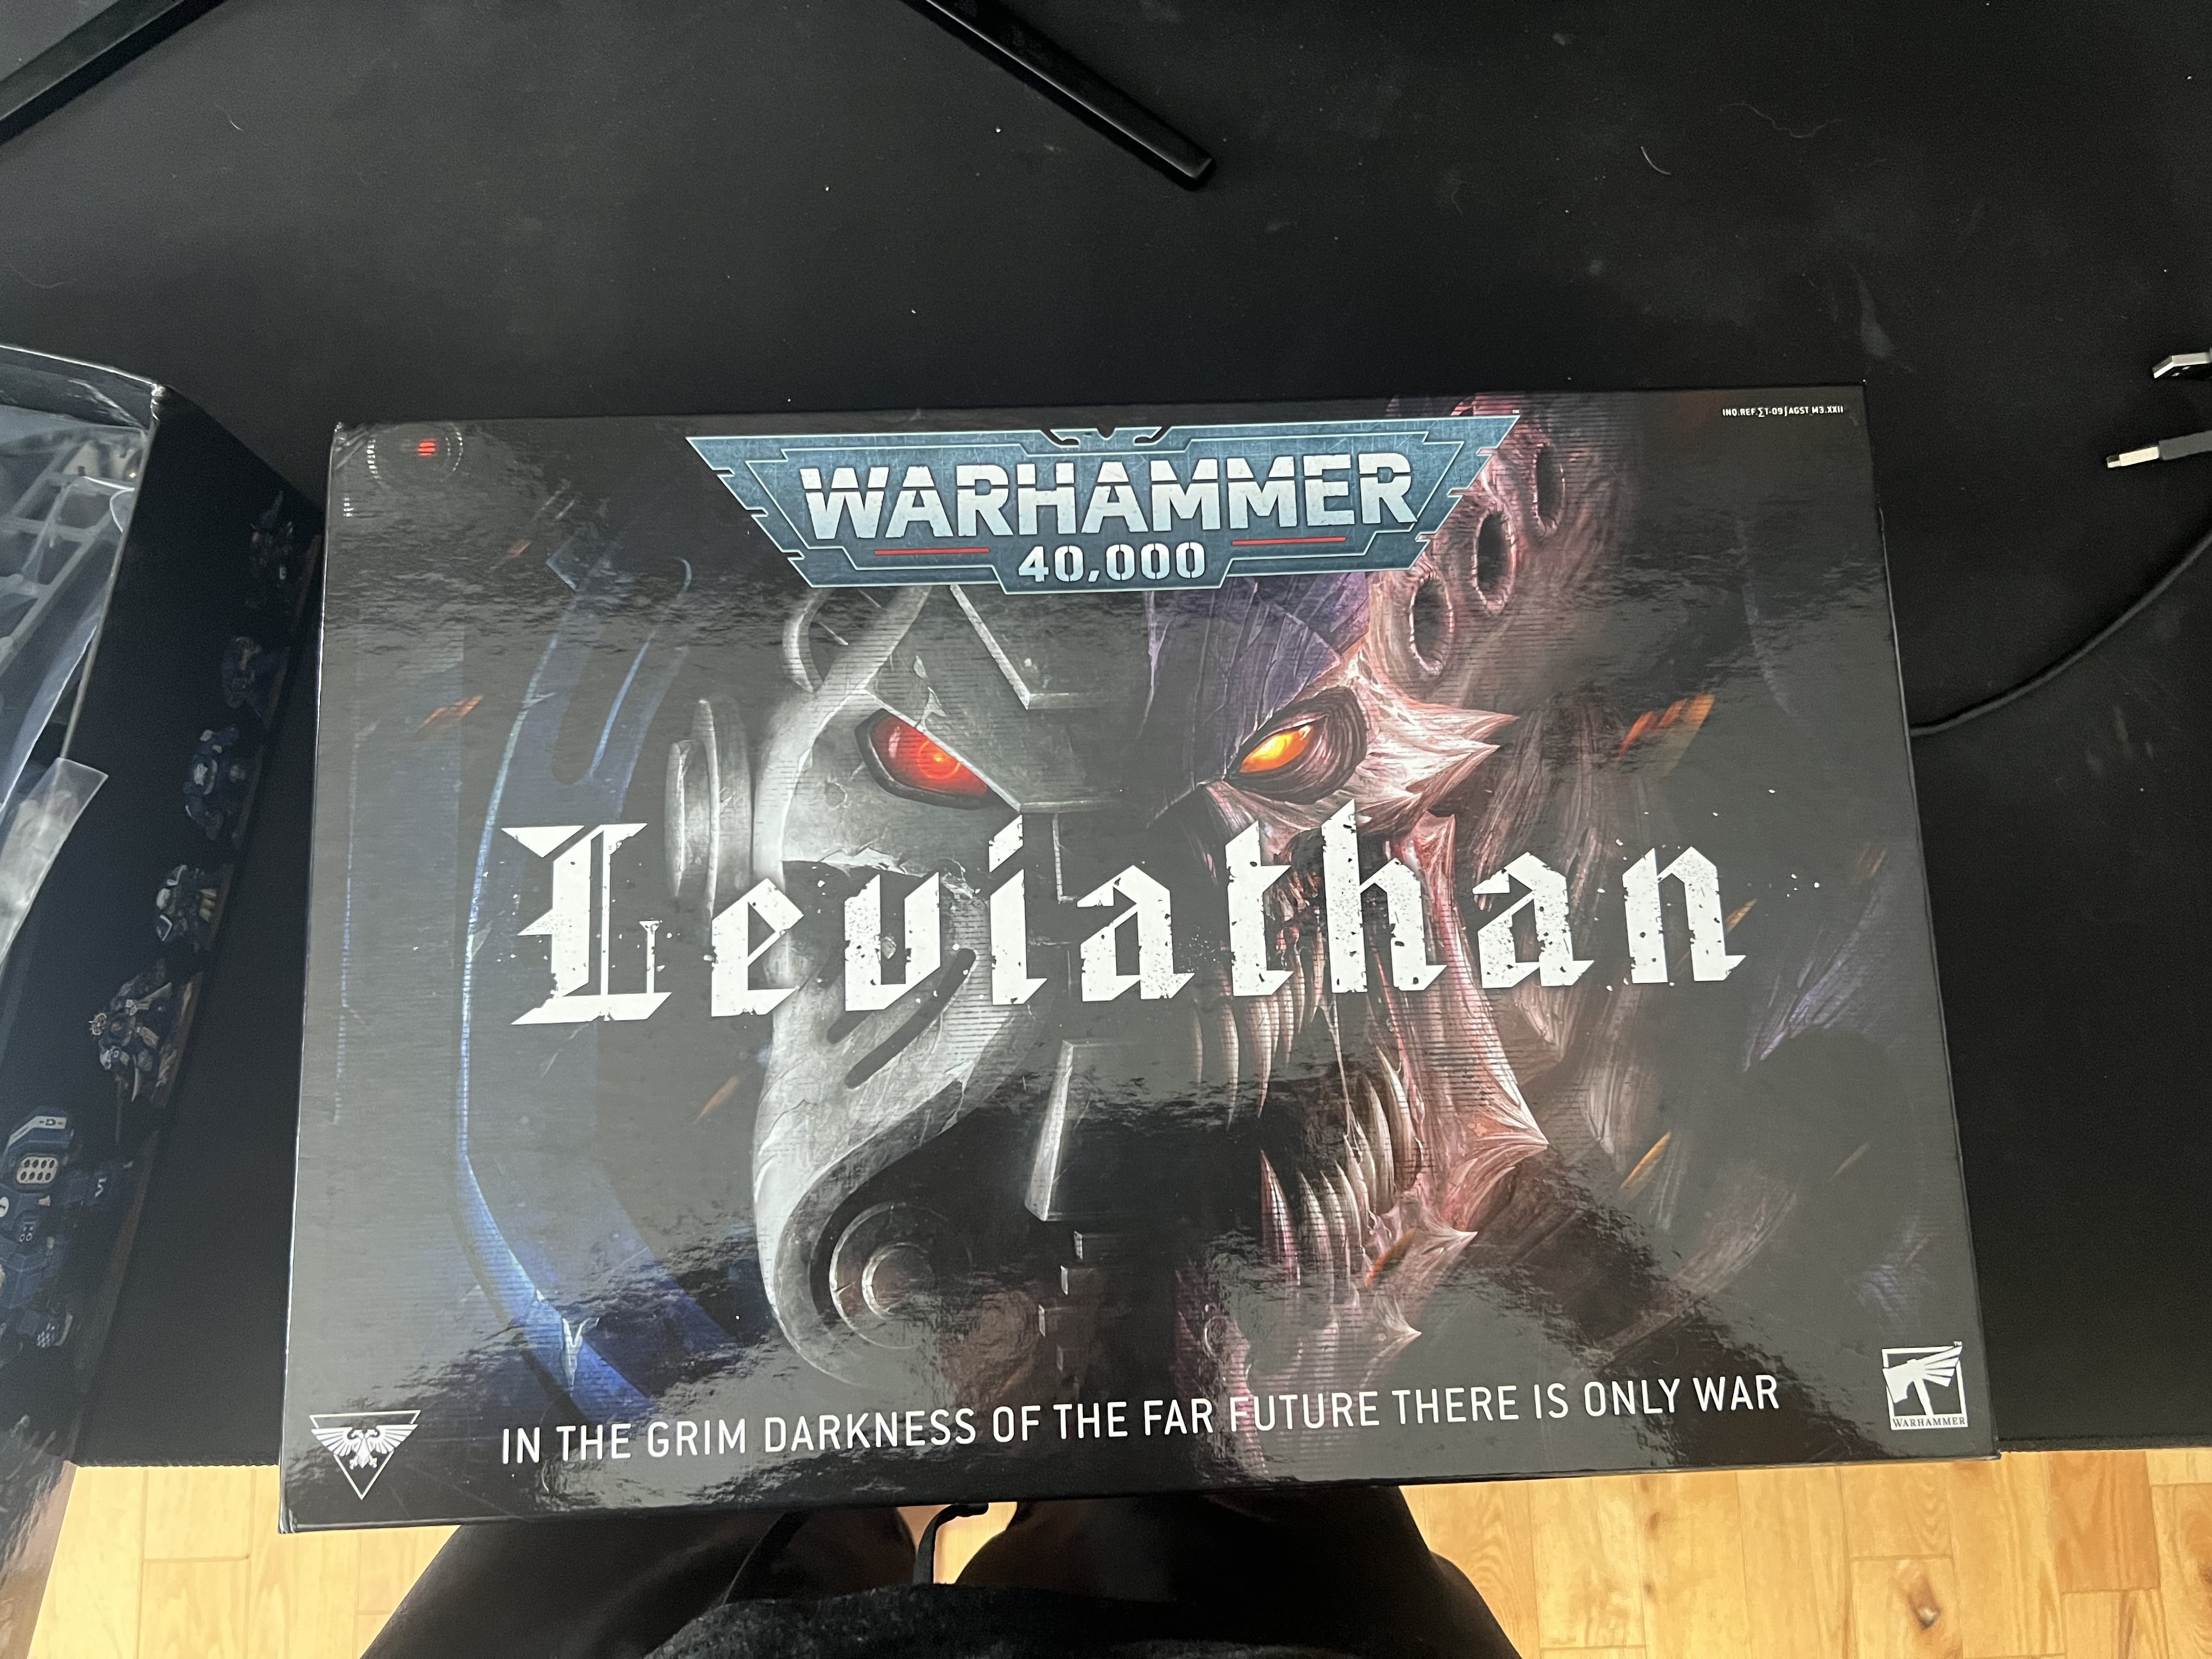 INQ.REF.∑T-09∫AGST M3.XXII
WARHAMMER
40,000
Leviathan
IN THE GRIM DARKNESS OF THE FAR FUTURE THERE IS ONLY WAR
WARHAMMER